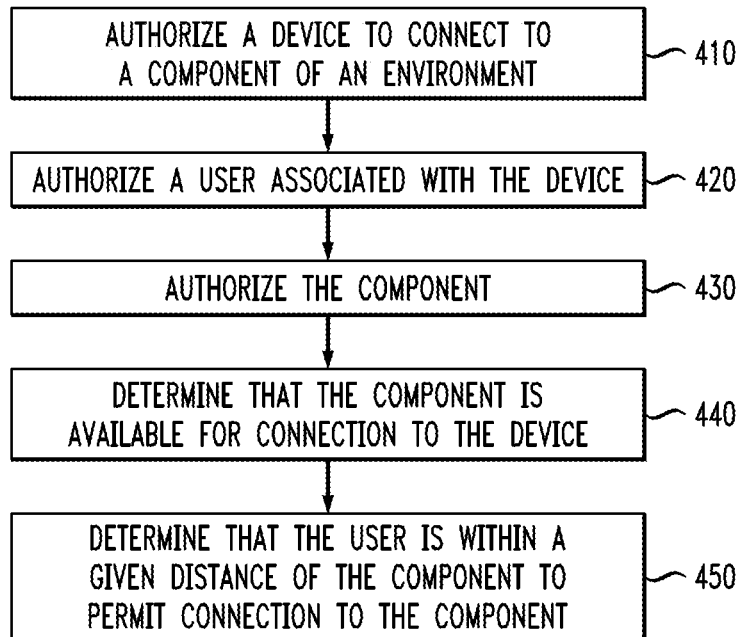 AUTHORIZE A DEVICE TO CONNECT TO
A COMPONENT OF AN ENVIRONMENT
410
AUTHORIZE A USER ASSOCIATED WITH THE DEVICE
420
AUTHORIZE THE COMPONENT
430
DETERMINE THAT THE COMPONENT IS
AVAILABLE FOR CONNECTION TO THE DEVICE
440
DETERMINE THAT THE USER IS WITHIN A
GIVEN DISTANCE OF THE COMPONENT TO
PERMIT CONNECTION TO THE COMPONENT
450